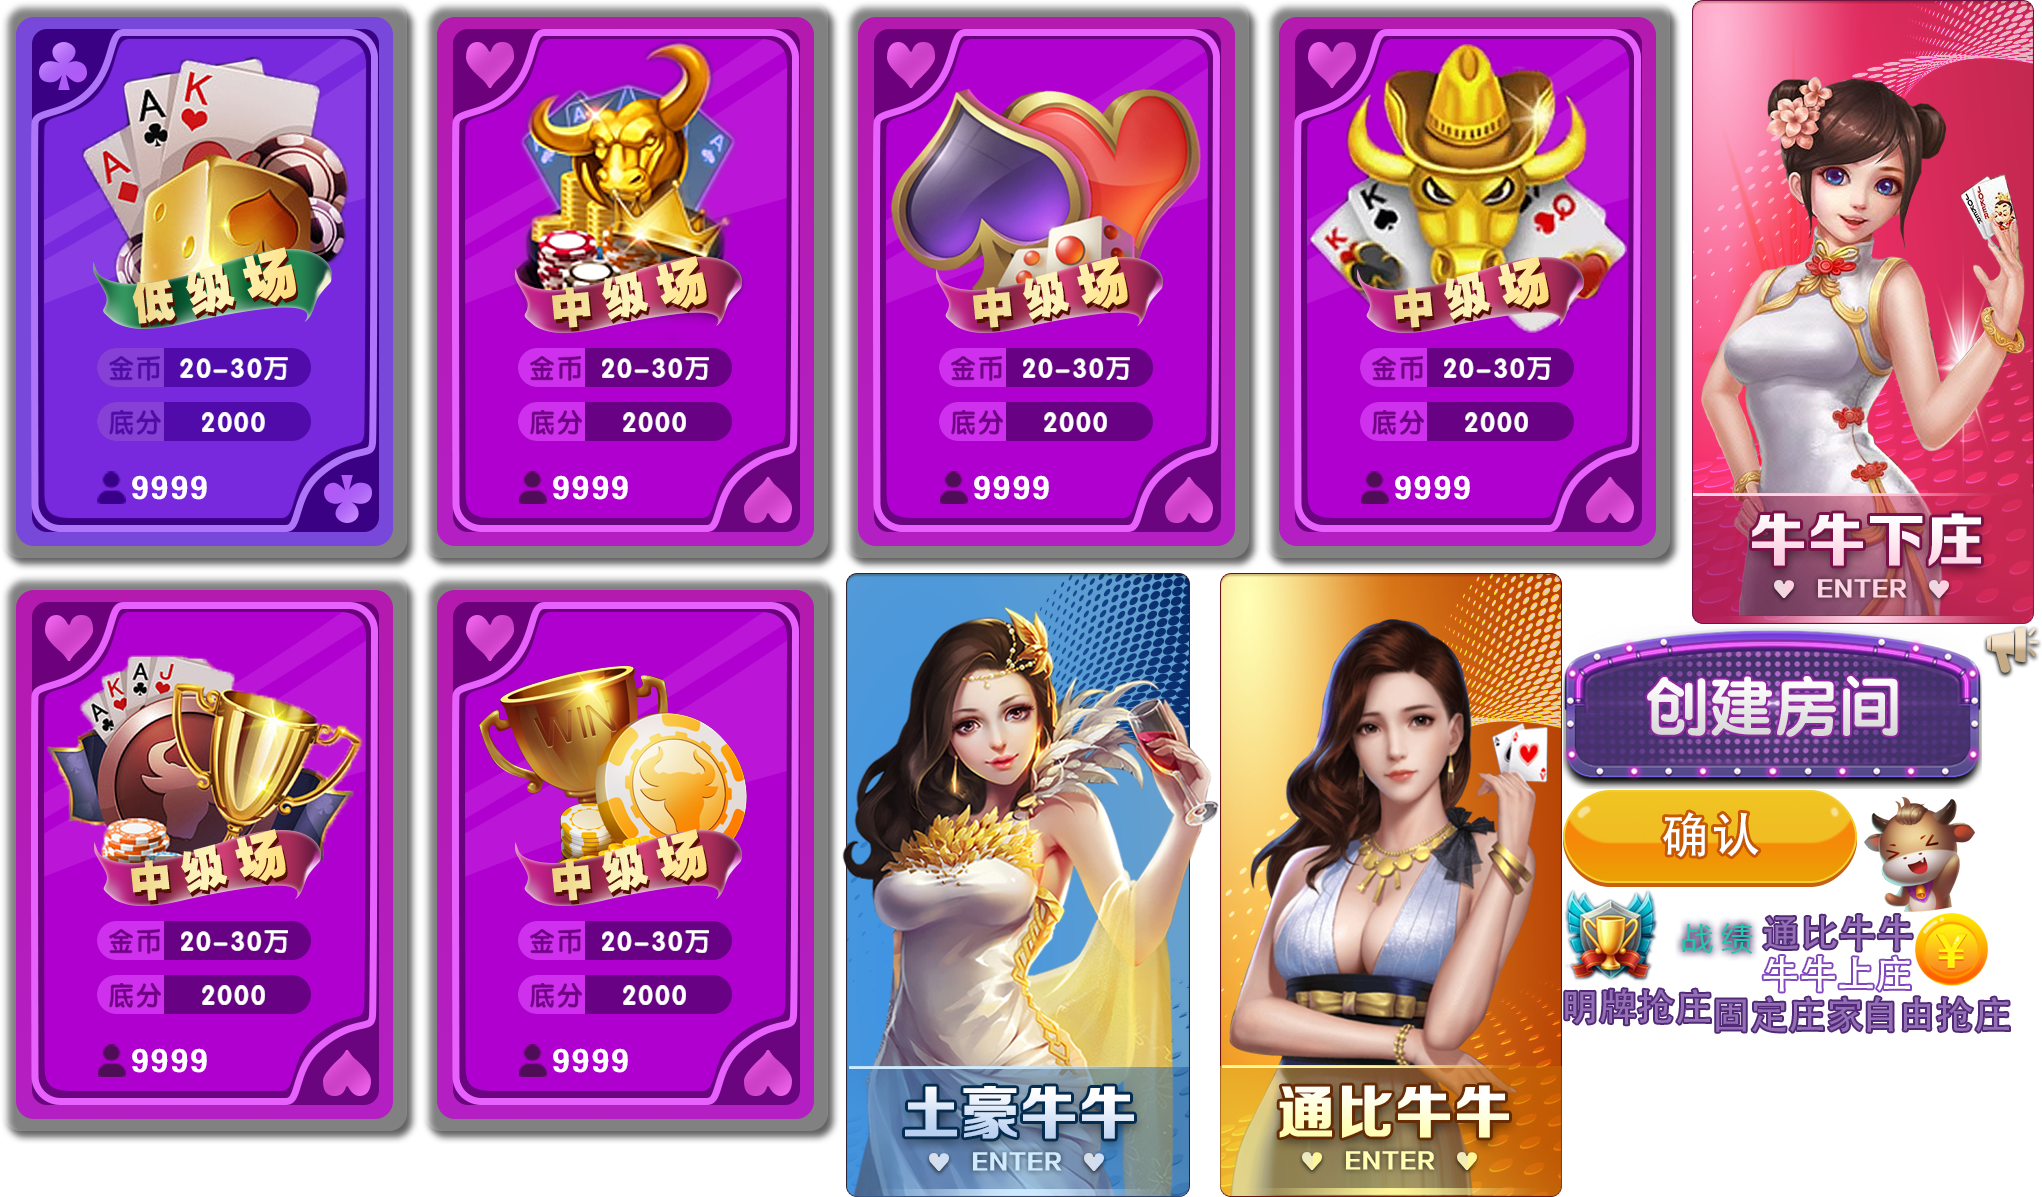 低级场
金币 20-30万
底分 2000
9999
中级场
金币 20-30万
底分 2000
9999
中级场
金币 20-30万
底分 2000
9999
中级场
金币 20-30万
底分 2000
9999
牛牛下庄
ENTER
中级场
金币 20-30万
底分 2000
9999
WIN
中级场
金币 20-30万
底分 2000
9999
土豪牛牛
ENTER
通比牛牛
ENTER
创建房间
确认
战绩
通比牛牛
牛牛上庄
明牌抢庄
固定庄家
自由抢庄